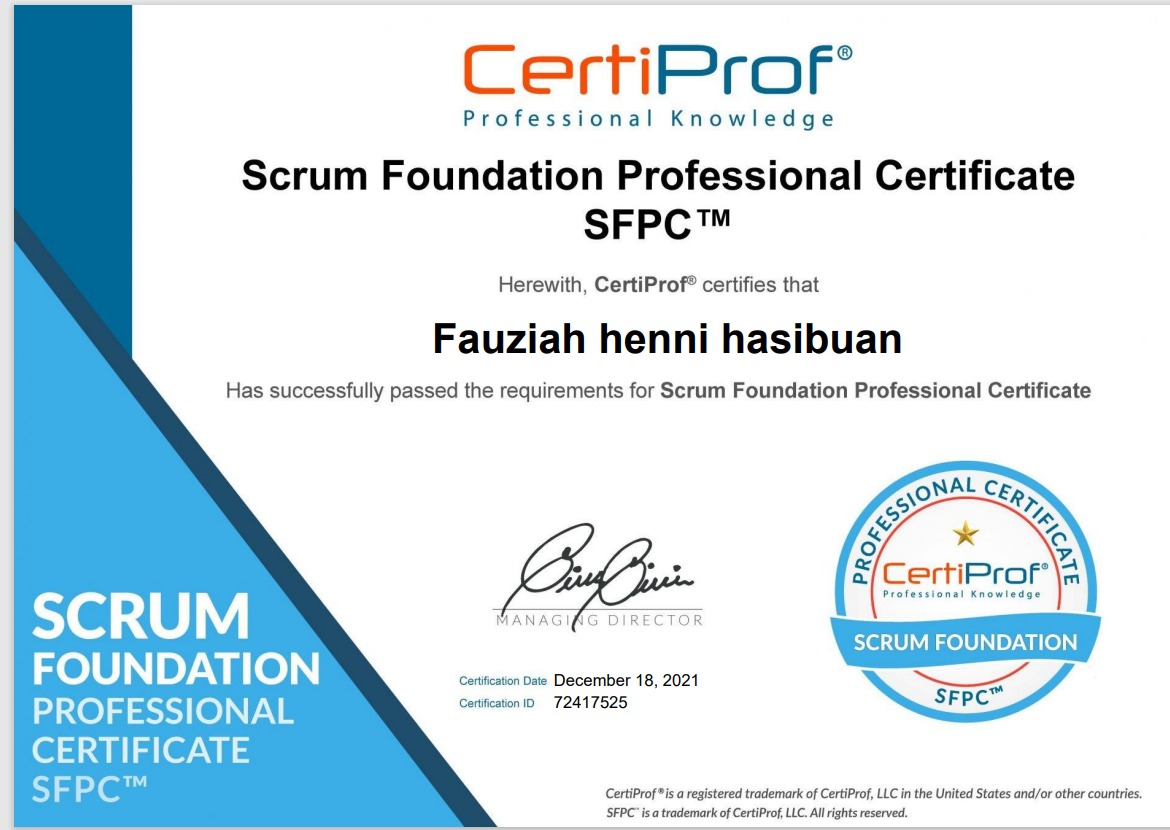 CertiProf®
Professional Knowledge
Scrum Foundation Professional Certificate
SFPC™
Herewith, CertiProf® certifies that
Fauziah henni hasibuan
Has successfully passed the requirements for Scrum Foundation Professional Certificate
MANAGING DIRECTOR
Certification Date December 18, 2021
Certification ID 72417525
PROFESSIONAL CERTIFICATE
CertiProf®
Professional Knowledge
SCRUM FOUNDATION
SFPC™
SCRUM
FOUNDATION
PROFESSIONAL
CERTIFICATE
SFPC™
CertiProf® is a registered trademark of CertiProf, LLC in the United States and/or other countries.
SFPC™ is a trademark of CertiProf, LLC. All rights reserved.